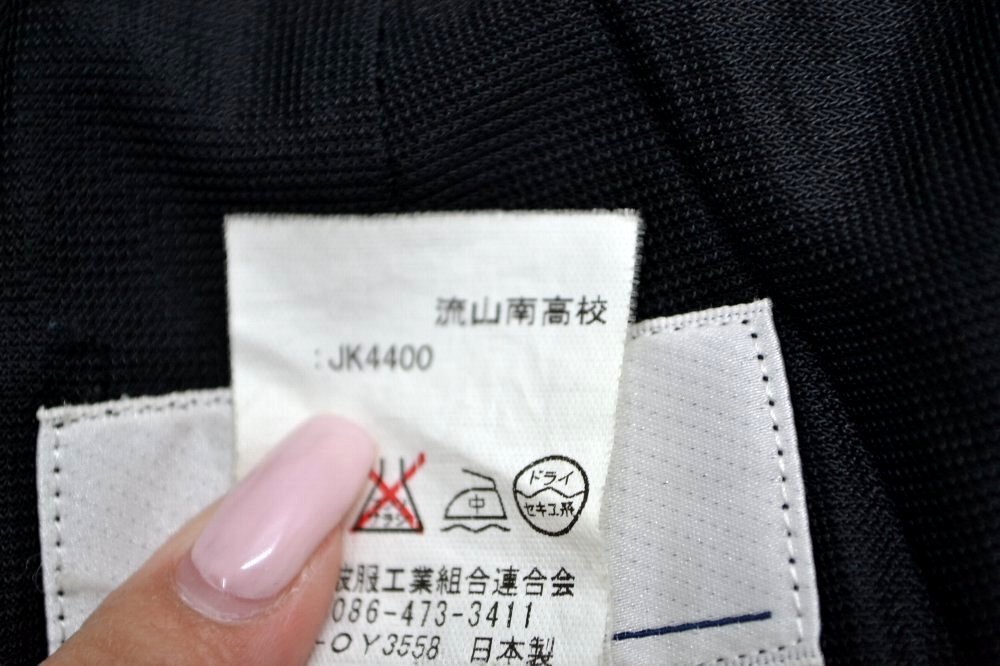 流山南高校
:JK4400
中
ドライ
セキユ系
服工業組合連合会
086-473-3411
-OY3558 日本製